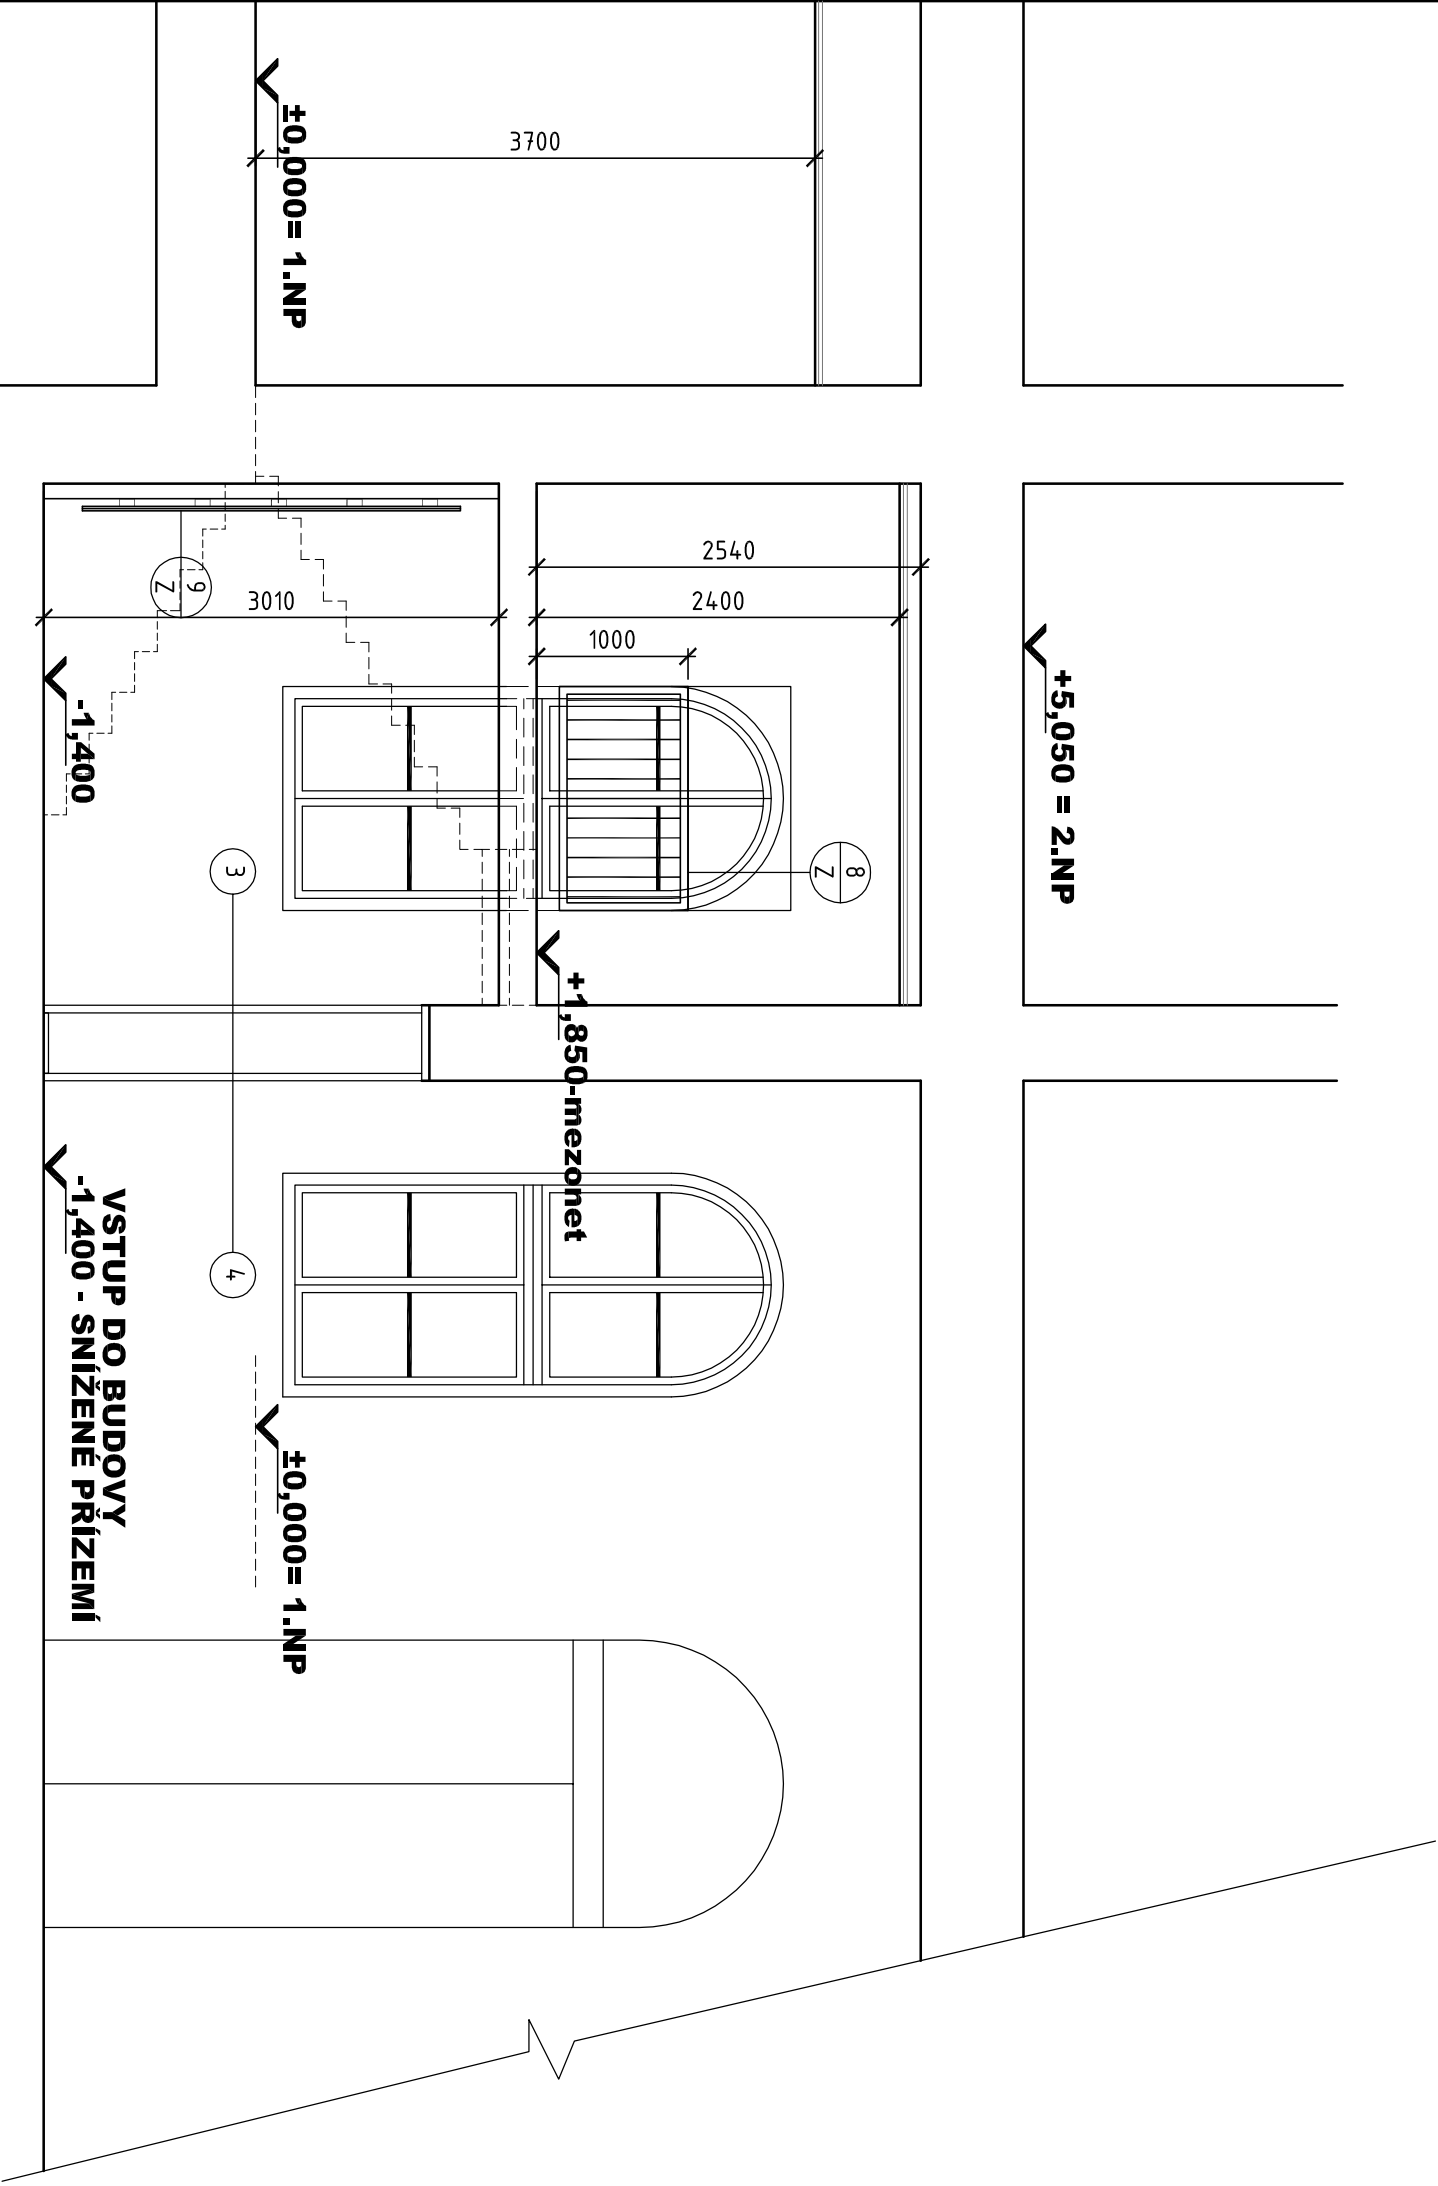 ±0,000= 1.NP
3700
2540
2400
1000
3010
9
Z
-1,400
+5,050 = 2.NP
8
Z
3
+1,850-mezonet
4
VSTUP DO BUDOVY
-1,400 - SNÍŽENÉ PŘÍZEMÍ
±0,000= 1.NP